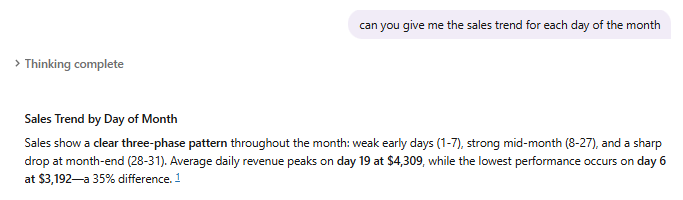 can you give me the sales trend for each day of the month
Thinking complete
Sales Trend by Day of Month
Sales show a clear three-phase pattern throughout the month: weak early days (1-7), strong mid-month (8-27), and a sharp
drop at month-end (28-31). Average daily revenue peaks on day 19 at $4,309, while the lowest performance occurs on day 6
at $3,192—a 35% difference. 1